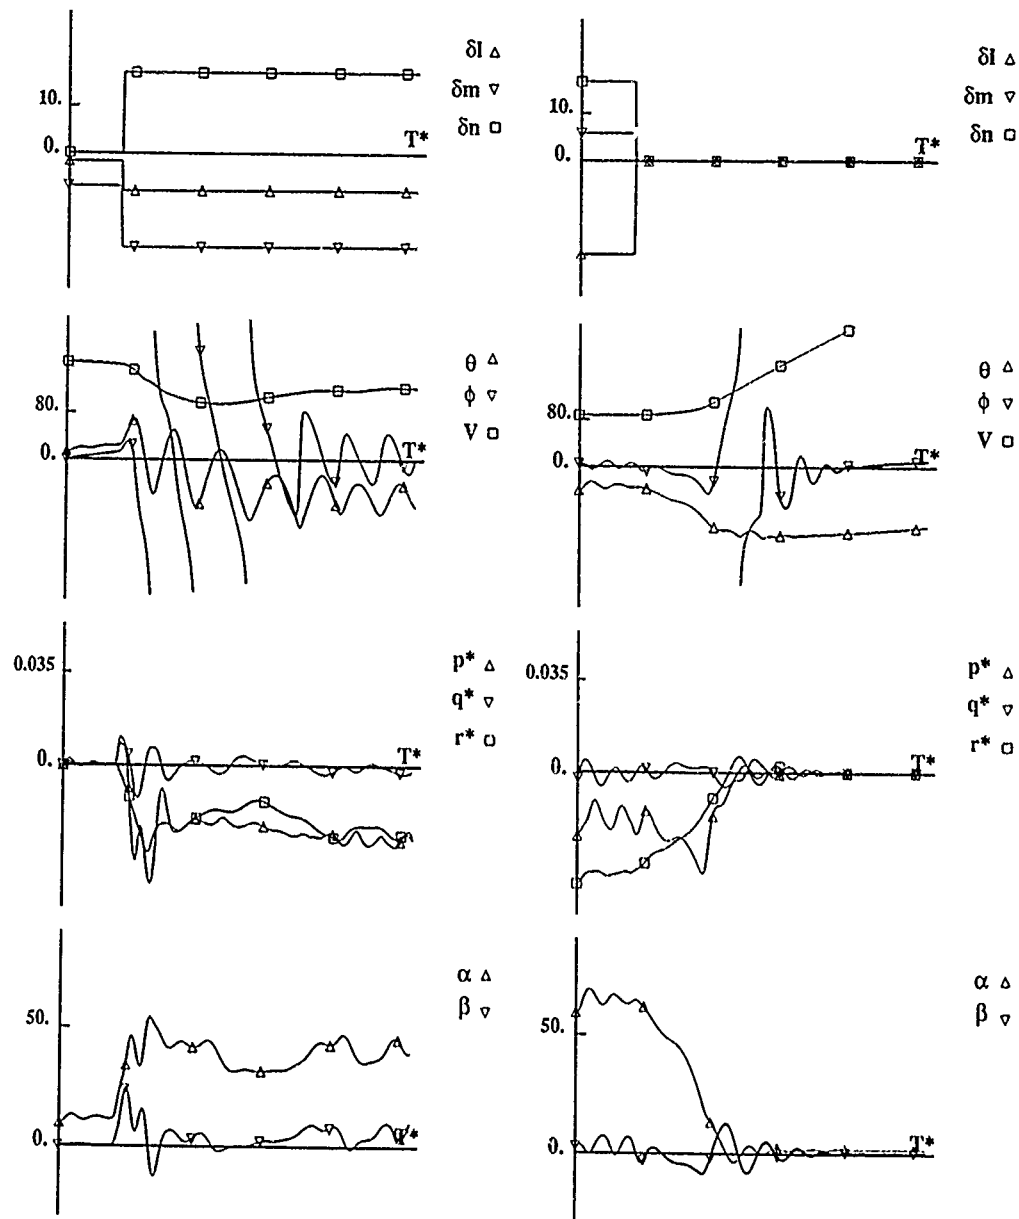 δl △
δm ▽
δn □
10.
T*
0.
δl △
δm ▽
δn □
10.
T*
0.
θ △
ϕ ▽
V □
80.
T*
0.
θ △
ϕ ▽
V □
80.
T*
0.
p* △
q* ▽
r* □
0.035
T*
0.
p* △
q* ▽
r* □
0.035
T*
0.
α △
β ▽
50.
T*
0.
α △
β ▽
50.
T*
0.